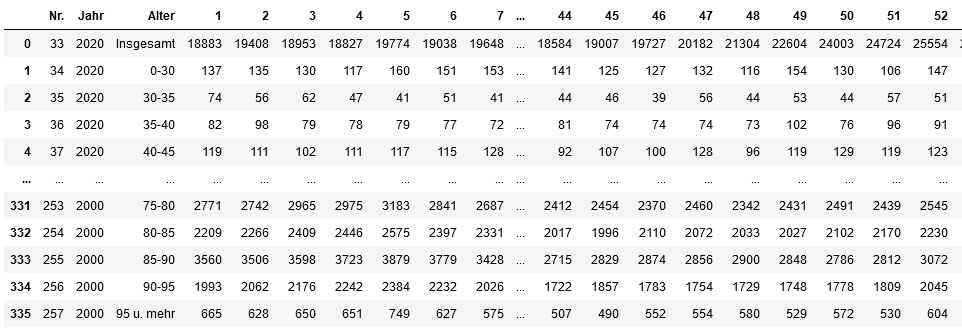 Nr. Jahr Alter 1 2 3 4 5 6 7 ... 44 45 46 47 48 49 50 51 52
0 33 2020 Insgesamt 18883 19408 18953 18827 19774 19038 19648 ... 18584 19007 19727 20182 21304 22604 24003 24724 25554
1 34 2020 0-30 137 135 130 117 160 151 153 ... 141 125 127 132 116 154 130 106 147
2 35 2020 30-35 74 56 62 47 41 51 41 ... 44 46 39 56 44 53 44 57 51
3 36 2020 35-40 82 98 79 78 79 77 72 ... 81 74 74 74 73 102 76 96 91
4 37 2020 40-45 119 111 102 111 117 115 128 ... 92 107 100 128 96 119 129 119 123
... ... ... ... ... ... ... ... ... ... ... ... ... ... ... ... ... ... ... ... ...
331 253 2000 75-80 2771 2742 2965 2975 3183 2841 2687 ... 2412 2454 2370 2460 2342 2431 2491 2439 2545
332 254 2000 80-85 2209 2266 2409 2446 2575 2397 2331 ... 2017 1996 2110 2072 2033 2027 2102 2170 2230
333 255 2000 85-90 3560 3506 3598 3723 3879 3779 3428 ... 2715 2829 2874 2856 2900 2848 2786 2812 3072
334 256 2000 90-95 1993 2062 2176 2242 2384 2232 2026 ... 1722 1857 1783 1754 1729 1748 1778 1809 2045
335 257 2000 95 u. mehr 665 628 650 651 749 627 575 ... 507 490 552 554 580 529 572 530 604